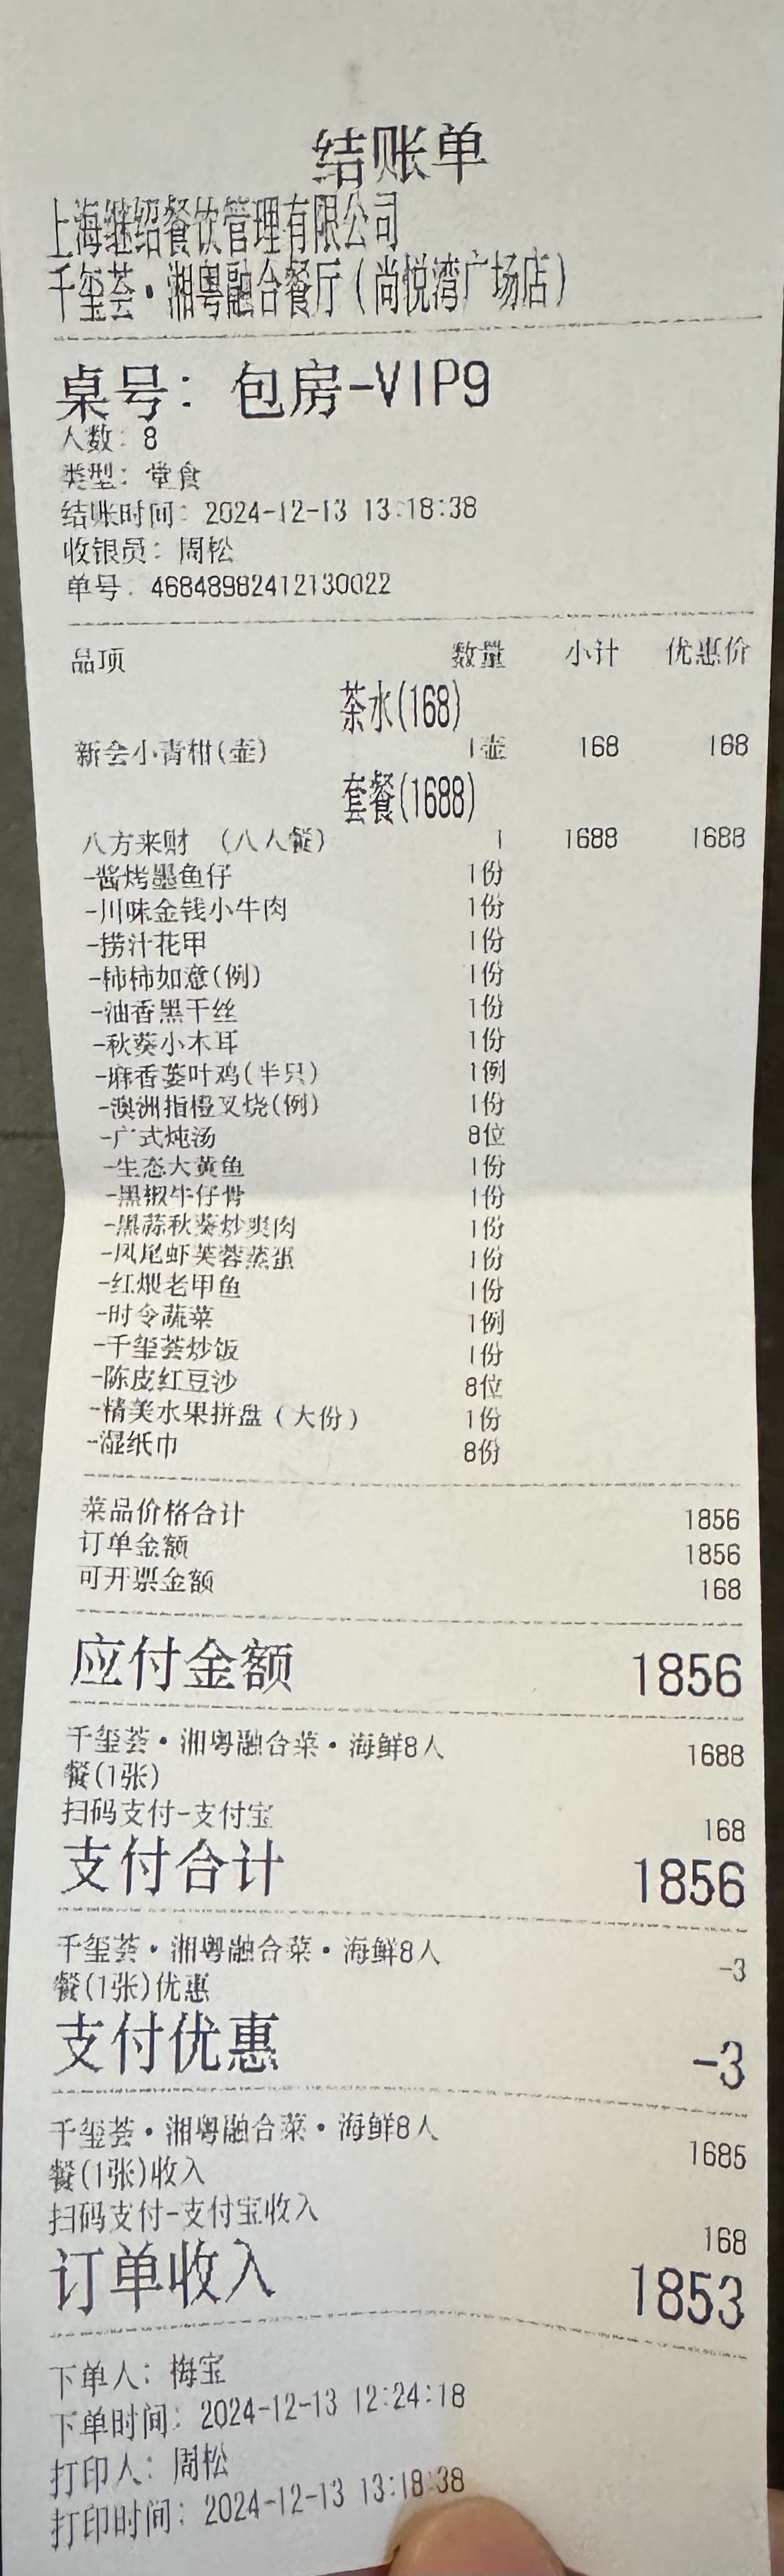 结账单
上海继绍餐饮管理有限公司
千玺荟·湘粤融合餐厅(尚悦湾广场店)
桌号: 包房-VIP9
人数: 8
类型: 堂食
结账时间: 2024-12-13 13:18:38
收银员: 周松
单号: 46848982412130022
品项 数量 小计 优惠价
茶水(168)
新会小青柑(壶) 1壶 168 168
套餐(1688)
八方来财 (八人餐) 1 1688 1688
-酱烤墨鱼仔 1份
-川味金钱小牛肉 1份
-捞汁花甲 1份
-柿柿如意(例) 1份
-油香黑干丝 1份
-秋葵小木耳 1份
-麻香蒌叶鸡(半只) 1例
-澳洲指橙叉烧(例) 1份
-广式炖汤 8位
-生态大黄鱼 1份
-黑椒牛仔骨 1份
-黑蒜秋葵炒爽肉 1份
-凤尾虾芙蓉蒸蛋 1份
-红煨老甲鱼 1份
-时令蔬菜 1例
-千玺荟炒饭 1份
-陈皮红豆沙 8位
-精美水果拼盘(大份) 1份
-湿纸巾 8份
菜品价格合计 1856
订单金额 1856
可开票金额 168
应付金额 1856
千玺荟·湘粤融合菜·海鲜8人 1688
餐(1张)
扫码支付-支付宝 168
支付合计 1856
千玺荟·湘粤融合菜·海鲜8人 -3
餐(1张)优惠
支付优惠 -3
千玺荟·湘粤融合菜·海鲜8人 1685
餐(1张)收入
扫码支付-支付宝收入 168
订单收入 1853
下单人: 梅宝
下单时间: 2024-12-13 12:24:18
打印人: 周松
打印时间: 2024-12-13 13:18:38